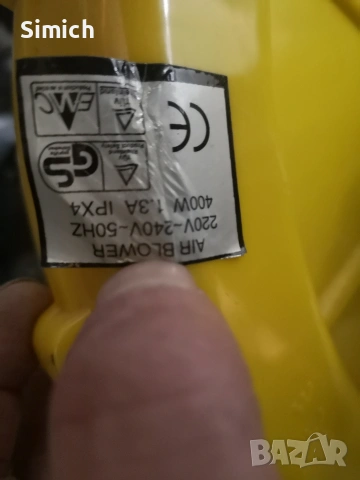 Simich
AIR BLOWER
220V~240V~50HZ
400W 1.3A IPX4
GS
CE
EMC
BAZAR